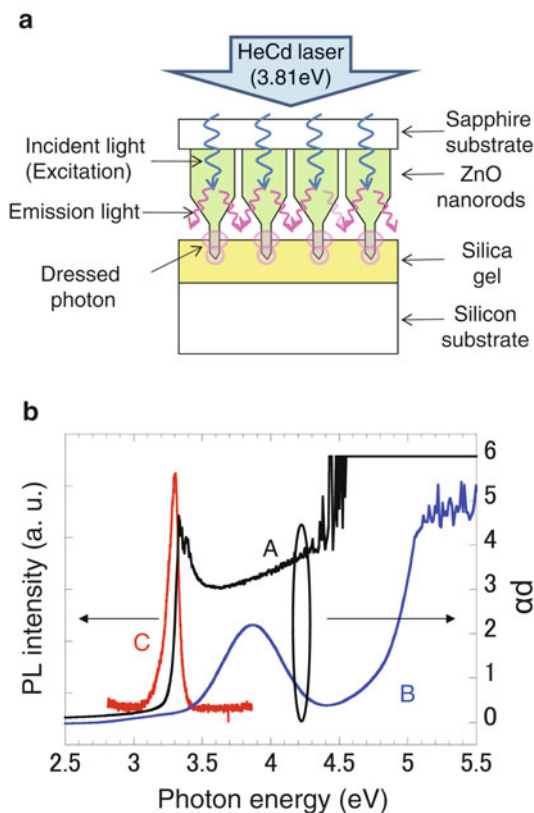 a
HeCd laser
(3.81eV)
Incident light
(Excitation)
Emission light
Dressed
photon
Sapphire
substrate
ZnO
nanorods
Silica
gel
Silicon
substrate
b
PL intensity (a. u.)
A
B
C
αp
6
5
4
3
2
1
0
2.5 3 3.5 4 4.5 5 5.5
Photon energy (eV)